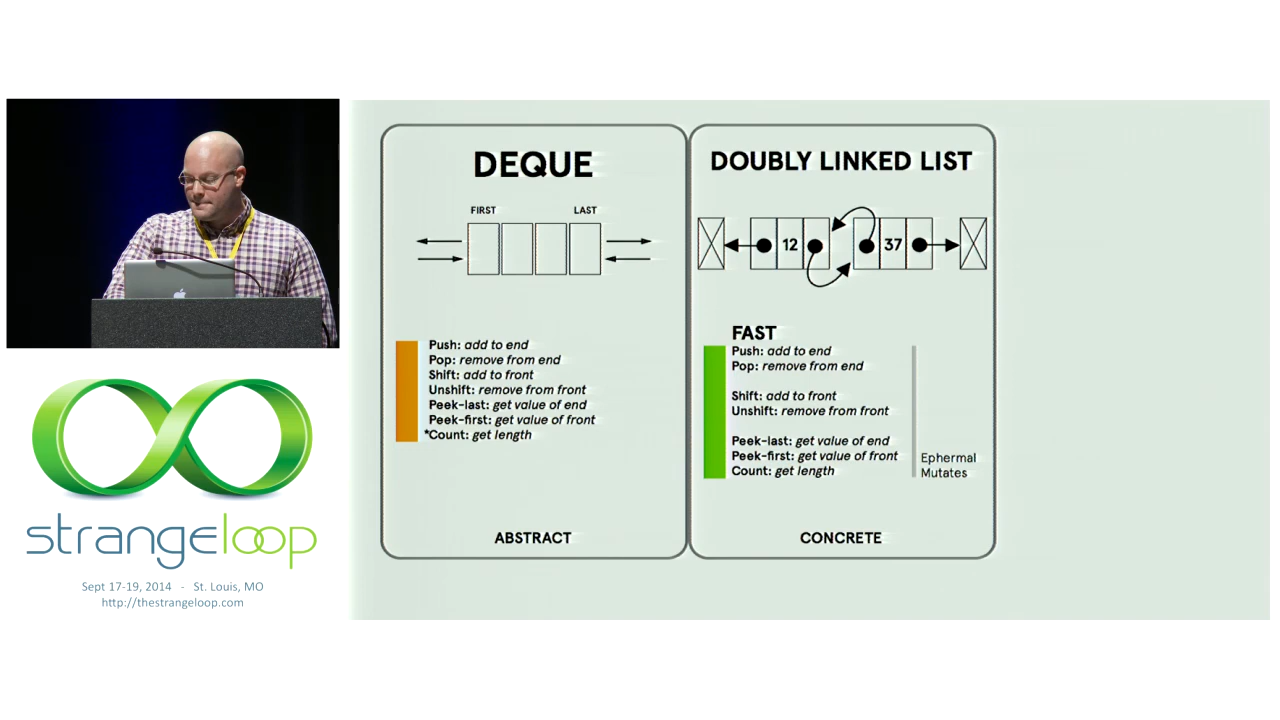 strangeloop
Sept 17-19, 2014 - St. Louis, MO
http://thestrangeloop.com
DEQUE
FIRST LAST
Push: add to end
Pop: remove from end
Shift: add to front
Unshift: remove from front
Peek-last: get value of end
Peek-first: get value of front
*Count: get length
ABSTRACT
DOUBLY LINKED LIST
12 37
FAST
Push: add to end
Pop: remove from end
Shift: add to front
Unshift: remove from front
Peek-last: get value of end
Peek-first: get value of front
Count: get length
Ephermal
Mutates
CONCRETE